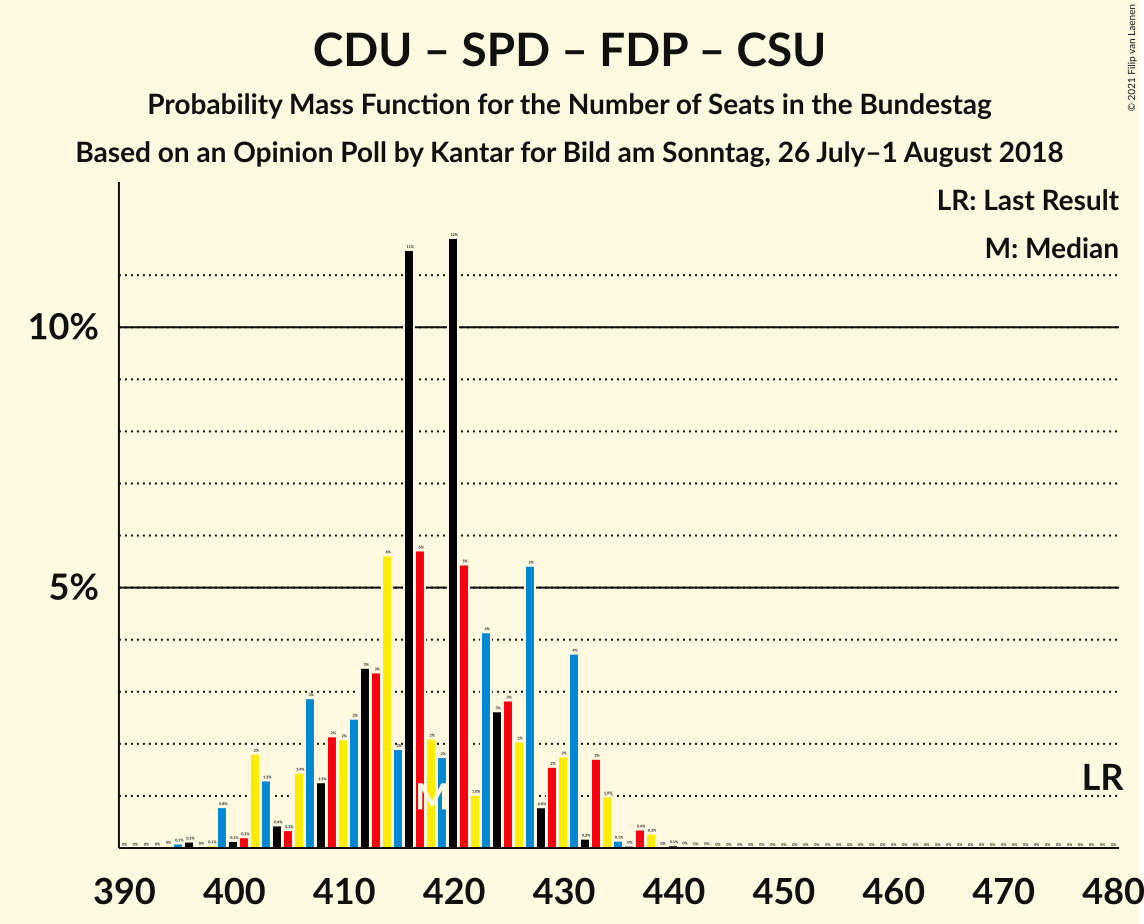 CDU – SPD – FDP – CSU
Probability Mass Function for the Number of Seats in the Bundestag
Based on an Opinion Poll by Kantar for Bild am Sonntag, 26 July–1 August 2018
© 2021 Filip van Laenen
LR: Last Result
M: Median
10%
5%
M
LR
390 400 410 420 430 440 450 460 470 480